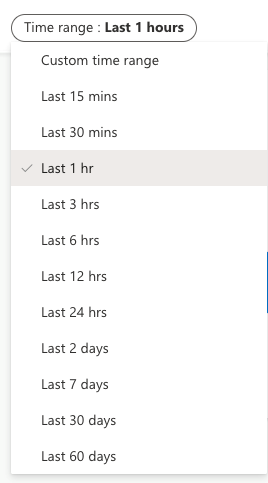 Time range : Last 1 hours
Custom time range
Last 15 mins
Last 30 mins
Last 1 hr
Last 3 hrs
Last 6 hrs
Last 12 hrs
Last 24 hrs
Last 2 days
Last 7 days
Last 30 days
Last 60 days